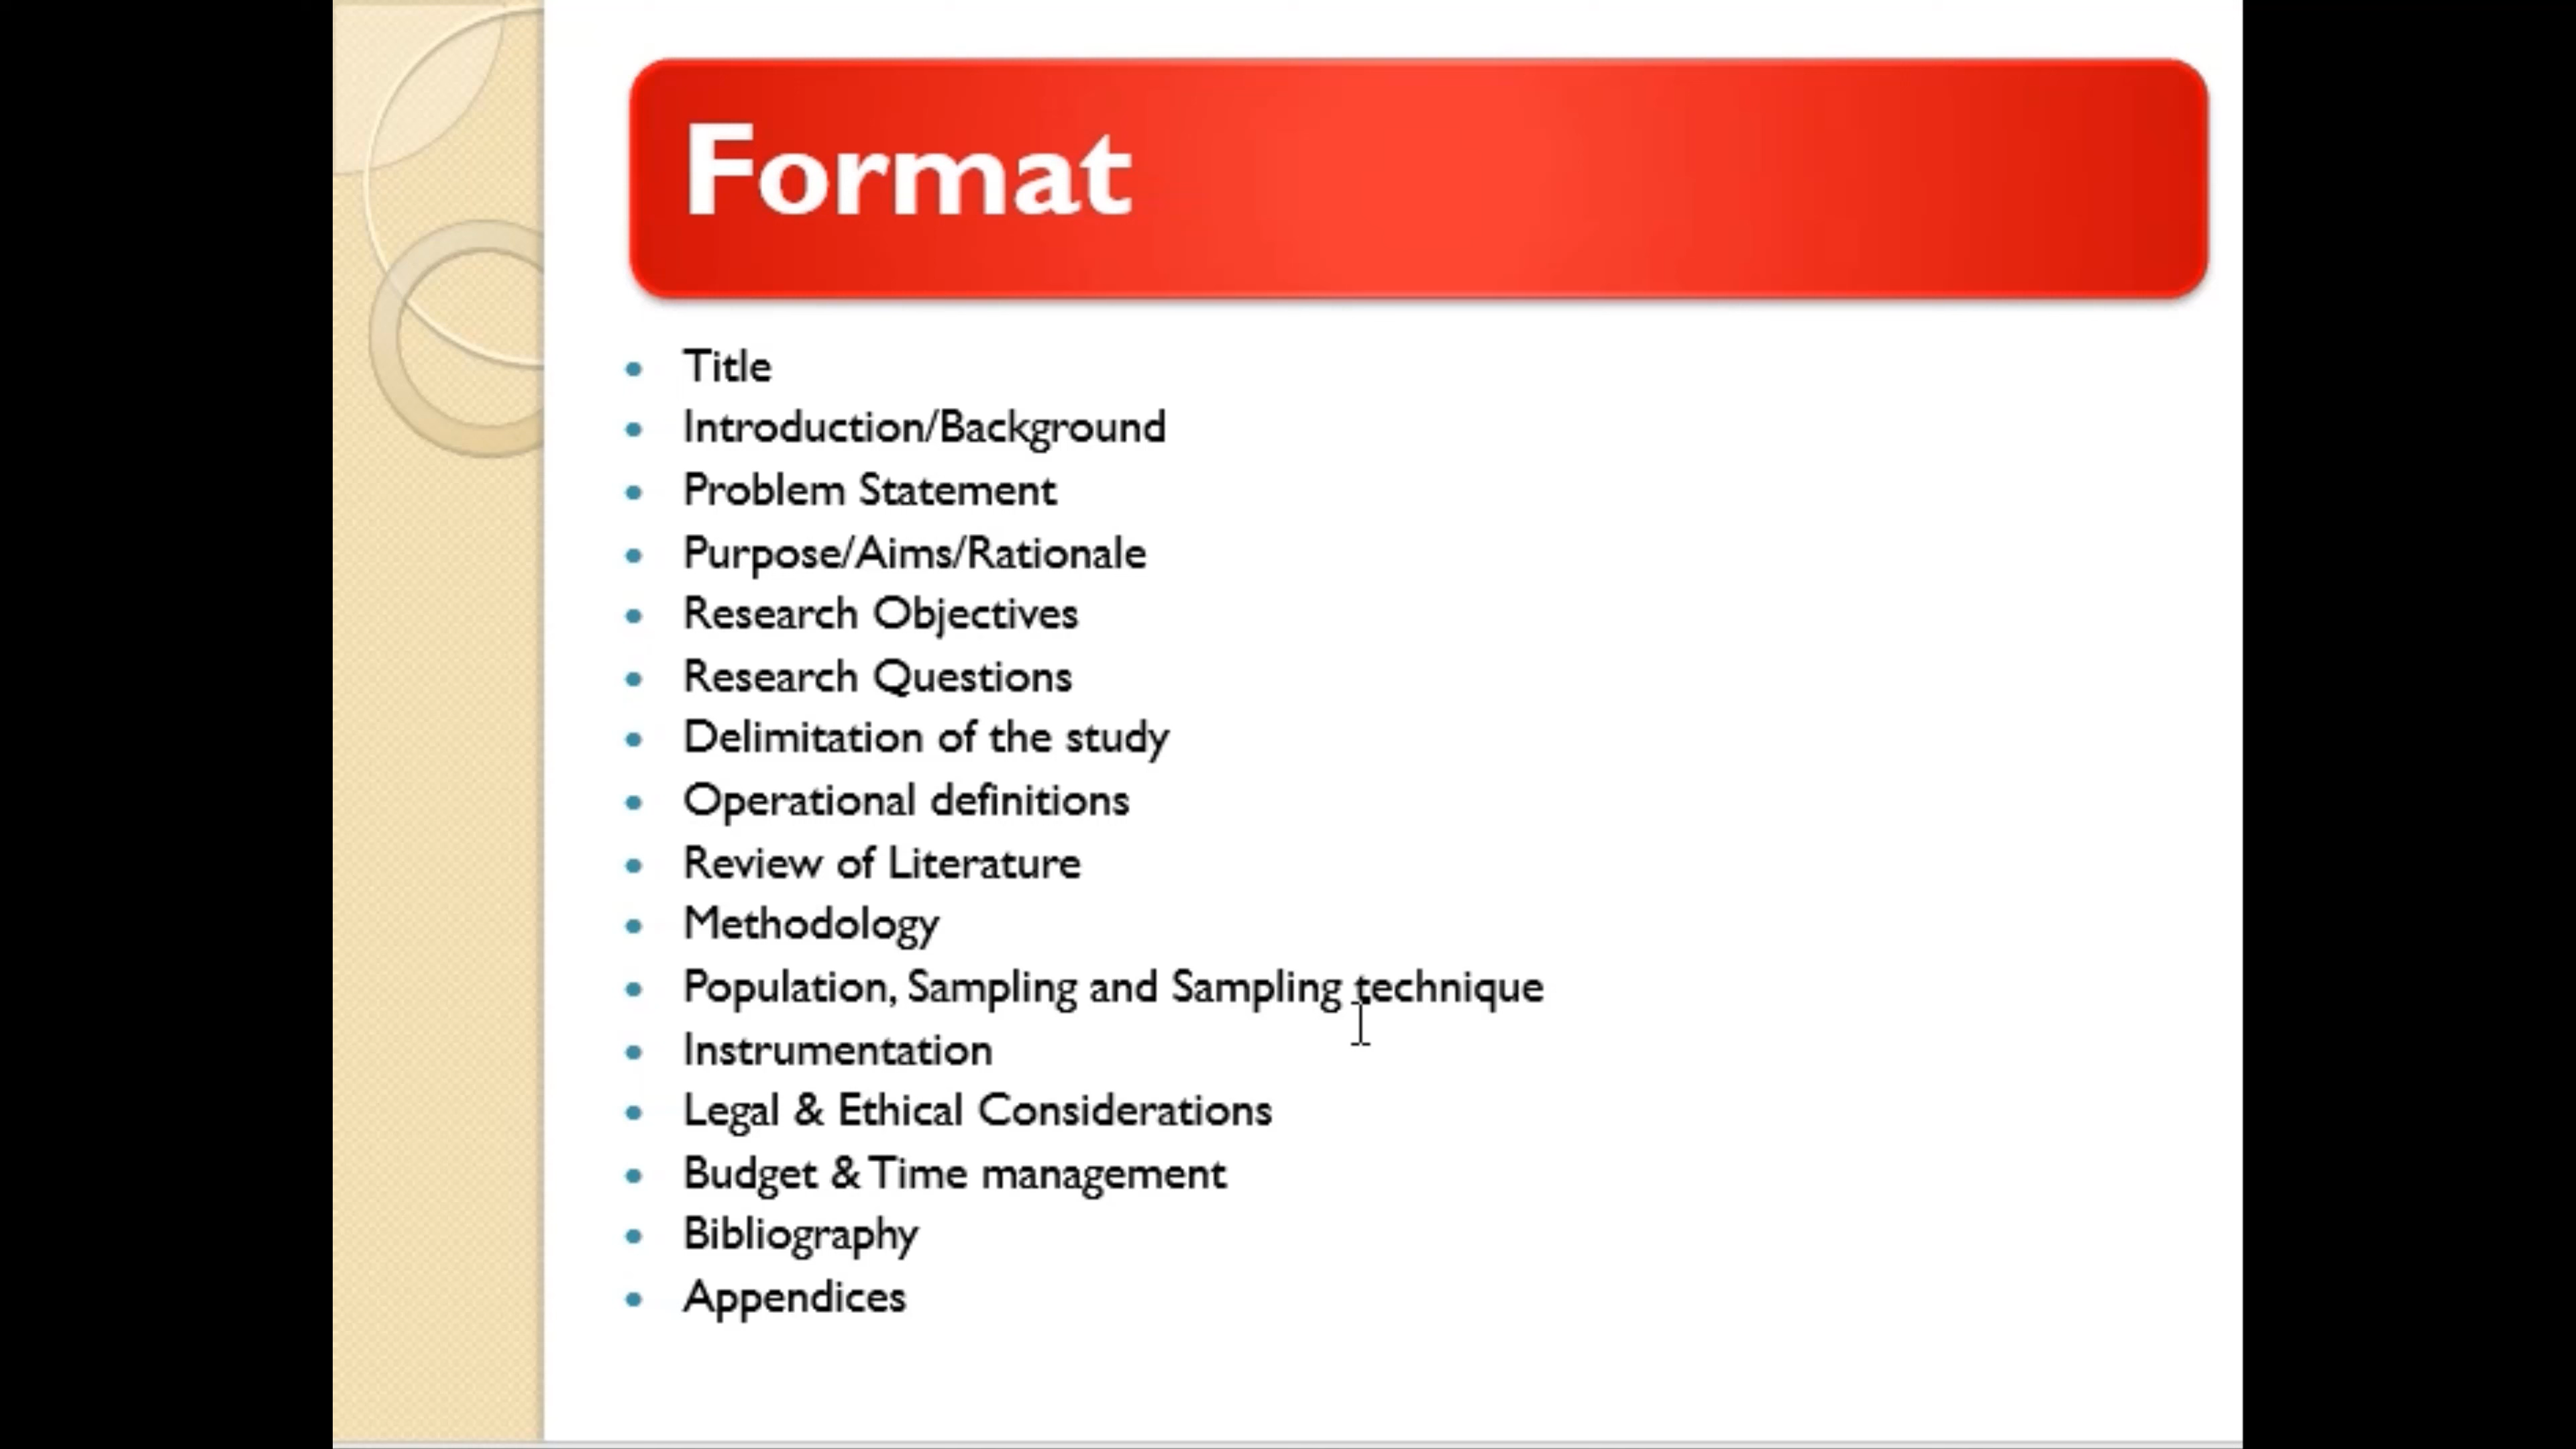 Format
Title
Introduction/Background
Problem Statement
Purpose/Aims/Rationale
Research Objectives
Research Questions
Delimitation of the study
Operational definitions
Review of Literature
Methodology
Population, Sampling and Sampling technique
Instrumentation
Legal & Ethical Considerations
Budget & Time management
Bibliography
Appendices